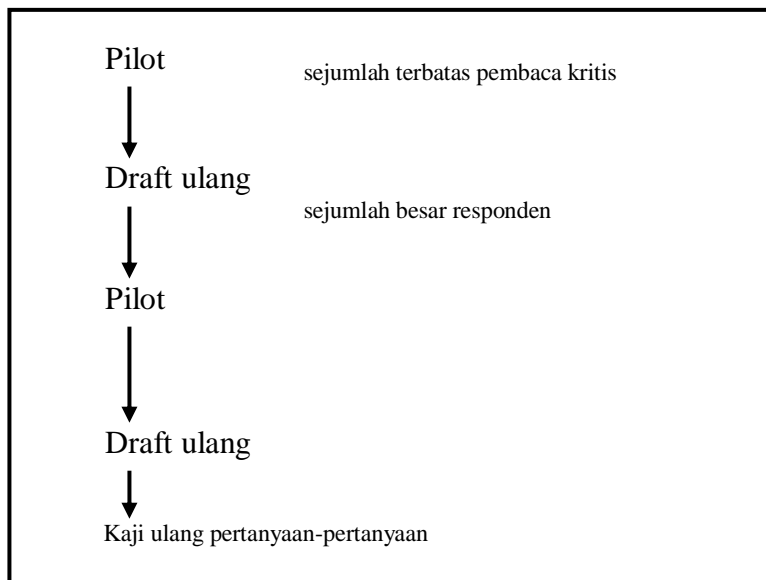 Pilot
sejumlah terbatas pembaca kritis
Draft ulang
sejumlah besar responden
Pilot
Draft ulang
Kaji ulang pertanyaan-pertanyaan